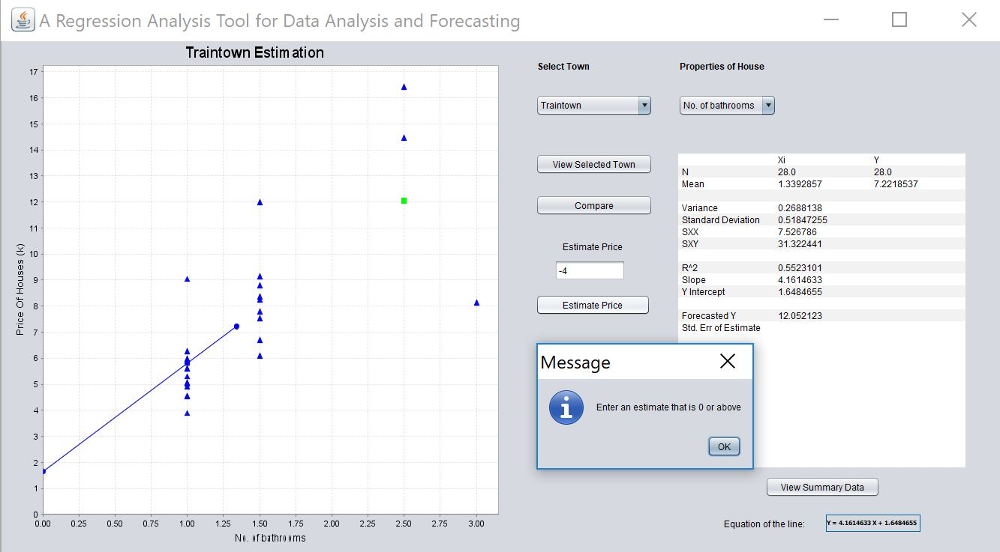 A Regression Analysis Tool for Data Analysis and Forecasting
Traintown Estimation
17
16
15
14
13
12
11
10
9
8
7
6
5
4
3
2
1
0
Price Of Houses (k)
0.00 0.25 0.50 0.75 1.00 1.25 1.50 1.75 2.00 2.25 2.50 2.75 3.00
No. of bathrooms
Select Town
Properties of House
Traintown
No. of bathrooms
View Selected Town
Compare
Estimate Price
-4
Estimate Price
Xi Y
N 28.0 28.0
Mean 1.3392857 7.2218537
Variance 0.2688138
Standard Deviation 0.51847255
SXX 7.526786
SXY 31.322441
R^2 0.5523101
Slope 4.1614633
Y Intercept 1.6484655
Forecasted Y 12.052123
Std. Err of Estimate
Message
Enter an estimate that is 0 or above
OK
View Summary Data
Equation of the line:
Y = 4.1614633 X + 1.6484655